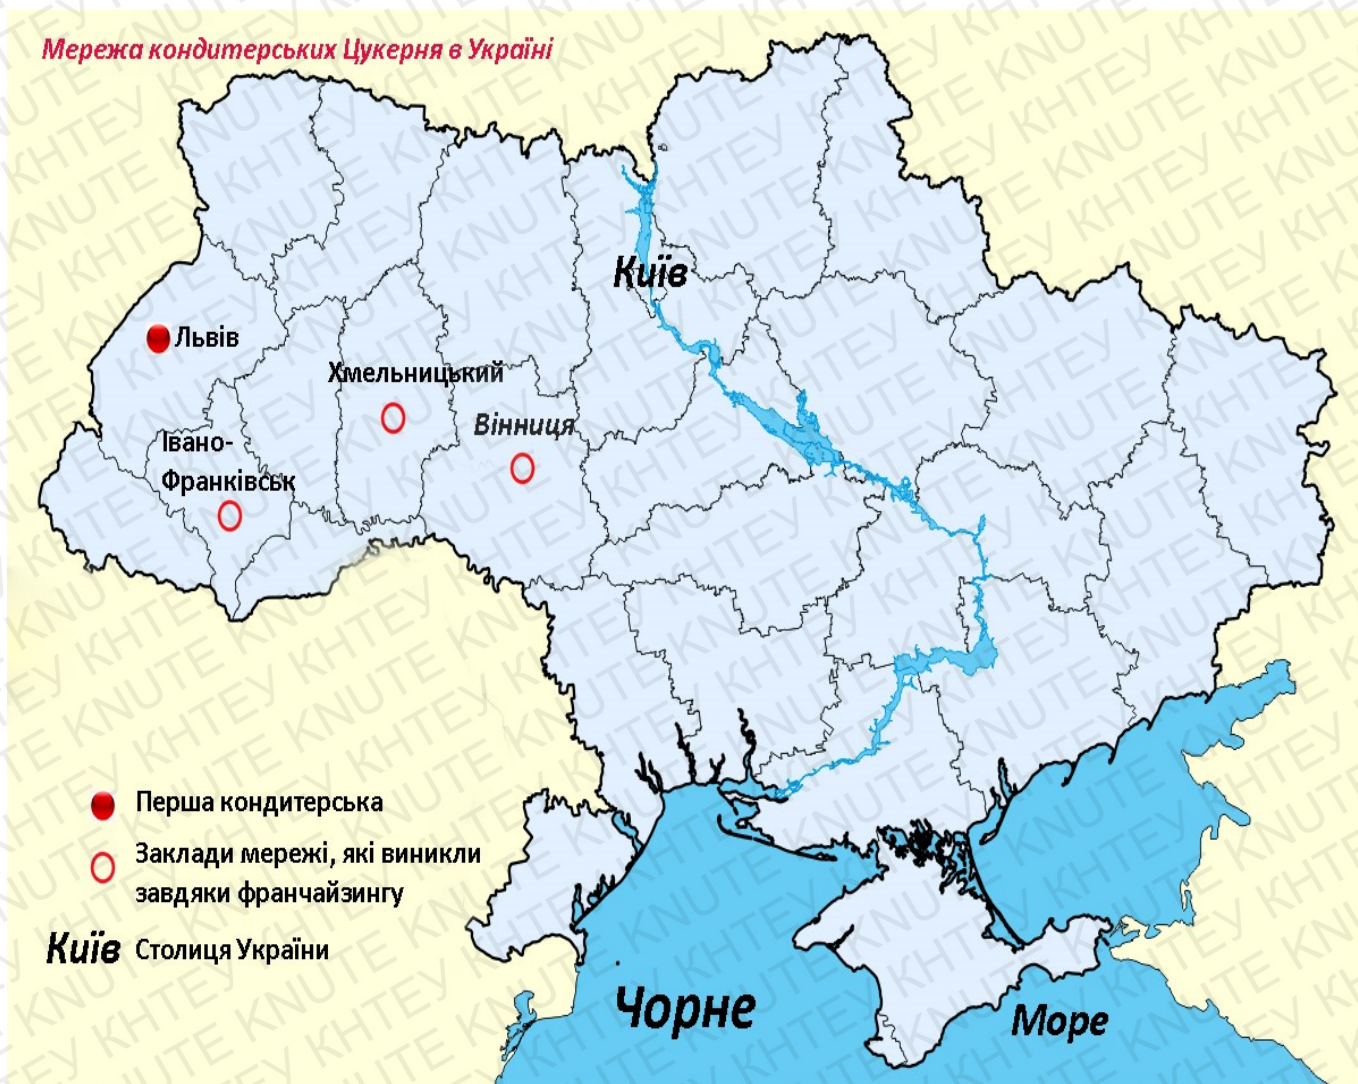 Мережа кондитерських Цукерня в Україні
Київ
Львів
Хмельницький
Вінниця
Івано-
Франківськ
Перша кондитерська
Заклади мережі, які виникли
завдяки франчайзингу
Київ Столиця України
Чорне
Море